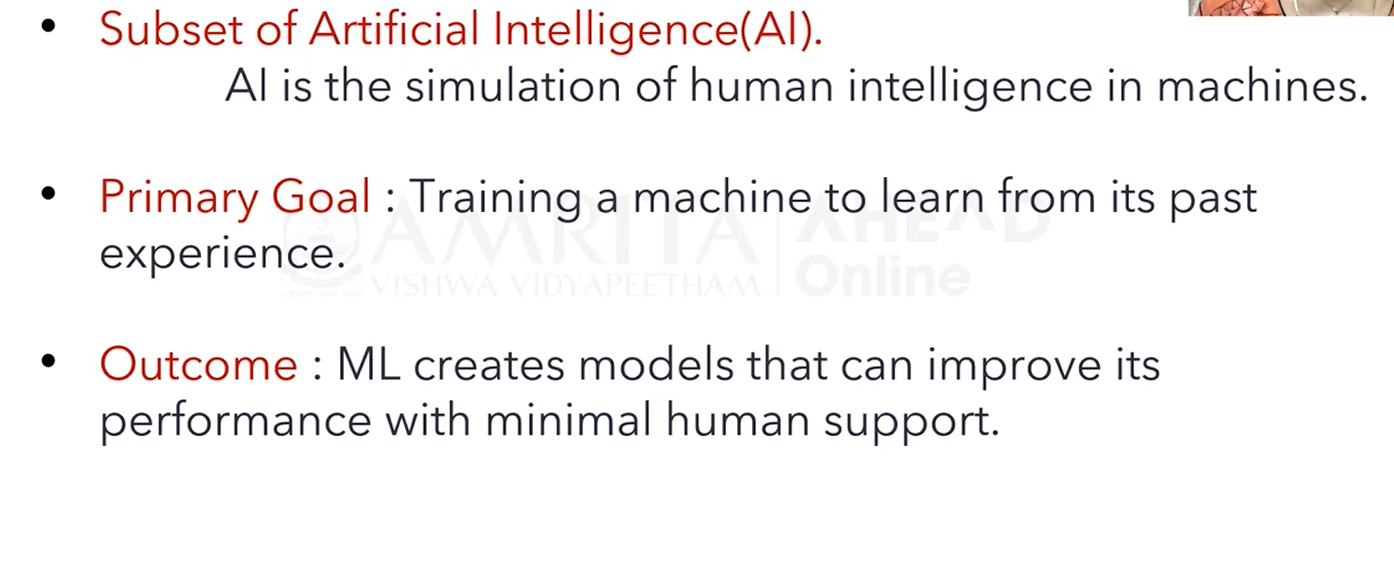 • Subset of Artificial Intelligence(AI).
AI is the simulation of human intelligence in machines.
• Primary Goal : Training a machine to learn from its past
experience.
AMRITA AHEAD
VISHWA VIDYAPEETHAM Online
• Outcome : ML creates models that can improve its
performance with minimal human support.